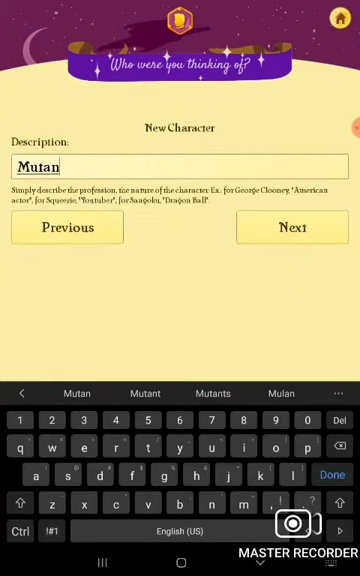 Who were you thinking of?
New Character
Description:
Mutan
Simply describe the profession, the nature of the character. Ex.: for George Clooney, "American
actor", for Squeezie, "Youtuber", for Sangoku, "Dragon Ball".
Previous
Next
Mutan Mutant Mutants Mulan
1 2 3 4 5 6 7 8 9 0 Del
q w e r t y u i o p
a s d f g h j k l Done
z x c v b n m , ! . ?
Ctrl !#1 English (US)
MASTER RECORDER